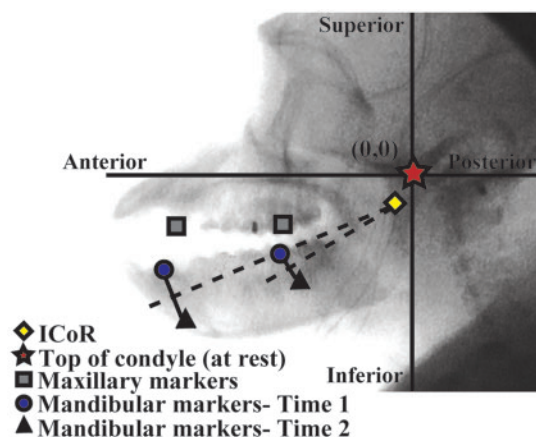 Superior
(0,0)
Anterior
Posterior
ICoR
Top of condyle (at rest)
Maxillary markers
Inferior
Mandibular markers- Time 1
Mandibular markers- Time 2